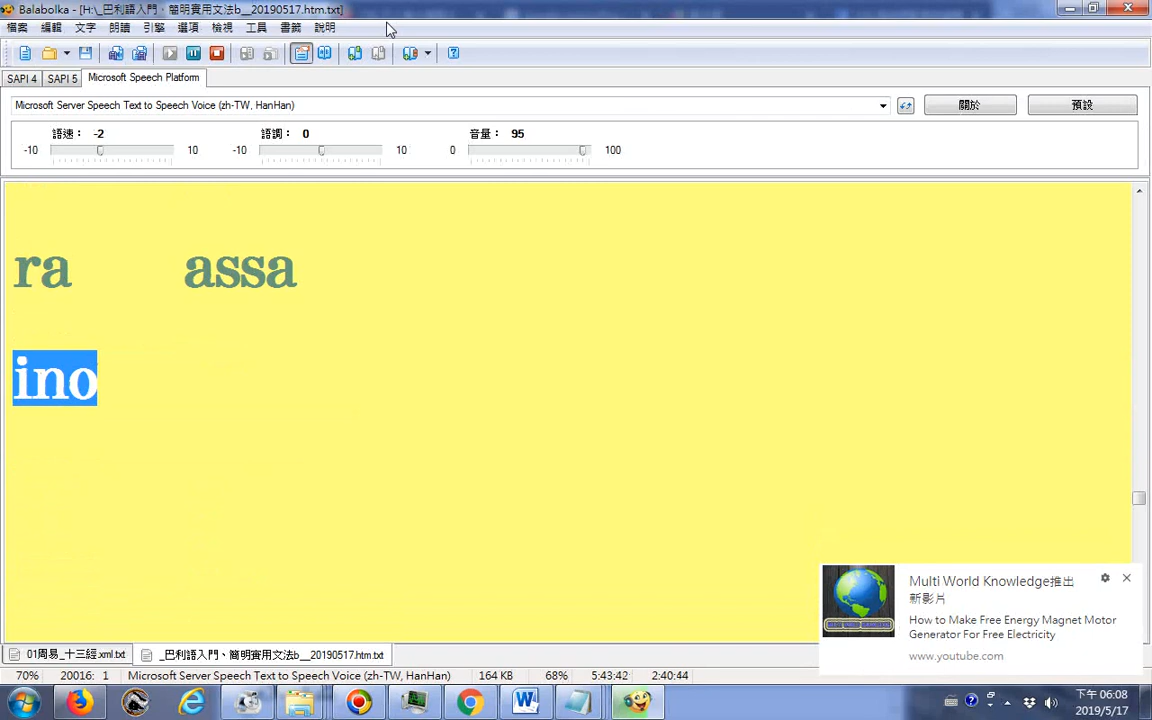 Balabolka - [H:\_巴利語入門、簡明實用文法b__20190517.htm.txt]
檔案 編輯 文字 朗讀 引擎 選項 檢視 工具 書籤 說明
SAPI 4 SAPI 5 Microsoft Speech Platform
Microsoft Server Speech Text to Speech Voice (zh-TW, HanHan)
關於 預設
語速： -2 語調： 0 音量： 95
-10 10 -10 10 0 100
ra assa
ino
Multi World Knowledge推出
新影片
How to Make Free Energy Magnet Motor
Generator For Free Electricity
www.youtube.com
01周易_十三經.xml.txt _巴利語入門、簡明實用文法b__20190517.htm.txt
70% 20016: 1 Microsoft Server Speech Text to Speech Voice (zh-TW, HanHan) 164 KB 68% 5:43:42 2:40:44
下午 06:08
2019/5/17